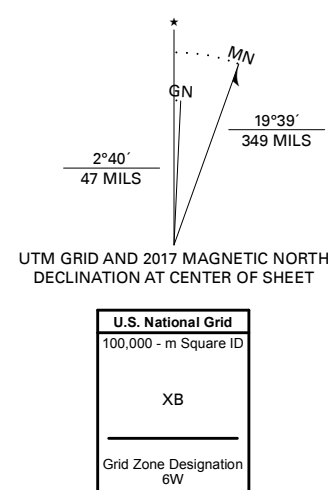 ★
MN
GN
19°39´
349 MILS
2°40´
47 MILS
UTM GRID AND 2017 MAGNETIC NORTH
DECLINATION AT CENTER OF SHEET
U.S. National Grid
100,000 - m Square ID
XB
Grid Zone Designation
6W